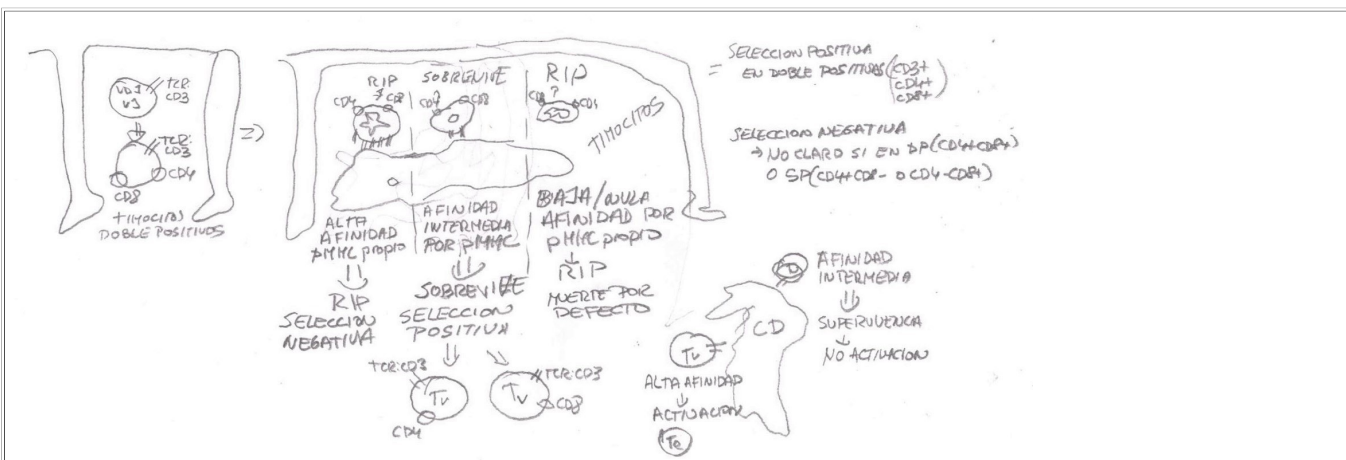 VDJ
VJ
TCR:
CD3
TCR:
CD3
CD4
CD8
TIMOCITOS
DOBLE POSITIVOS
RIP
CD4 CD8
SOBREVIVE
CD4 CD8
RIP
CD8 ? CD4
TIMOCITOS
ALTA
AFINIDAD
pMHC propio
RIP
SELECCION
NEGATIVA
AFINIDAD
INTERMEDIA
POR pMHC
SOBREVIVE
SELECCION
POSITIVA
BAJA/NULA
AFINIDAD POR
pMHC propio
RIP
MUERTE POR
DEFECTO
TCR:CD3
Tv
CD4
TCR:CD3
Tv
CD8
SELECCION POSITIVA
= EN DOBLE POSITIVAS (CD3+
CD4+
CD8+)
SELECCION NEGATIVA
→ NO CLARO SI EN DP(CD4+CD8+)
O SP(CD4+CD8- o CD4-CD8+)
AFINIDAD
INTERMEDIA
SUPERVIVENCIA
NO ACTIVACION
CD
Tv
ALTA AFINIDAD
ACTIVACION
Te